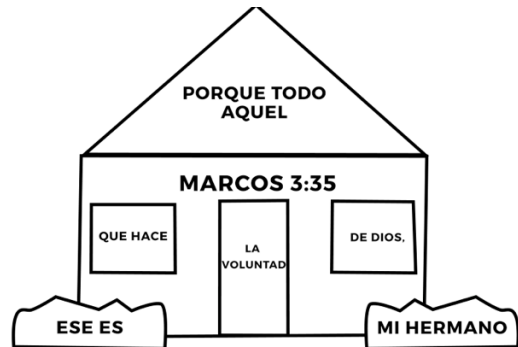 PORQUE TODO
AQUEL
MARCOS 3:35
QUE HACE
LA
VOLUNTAD
DE DIOS,
ESE ES
MI HERMANO